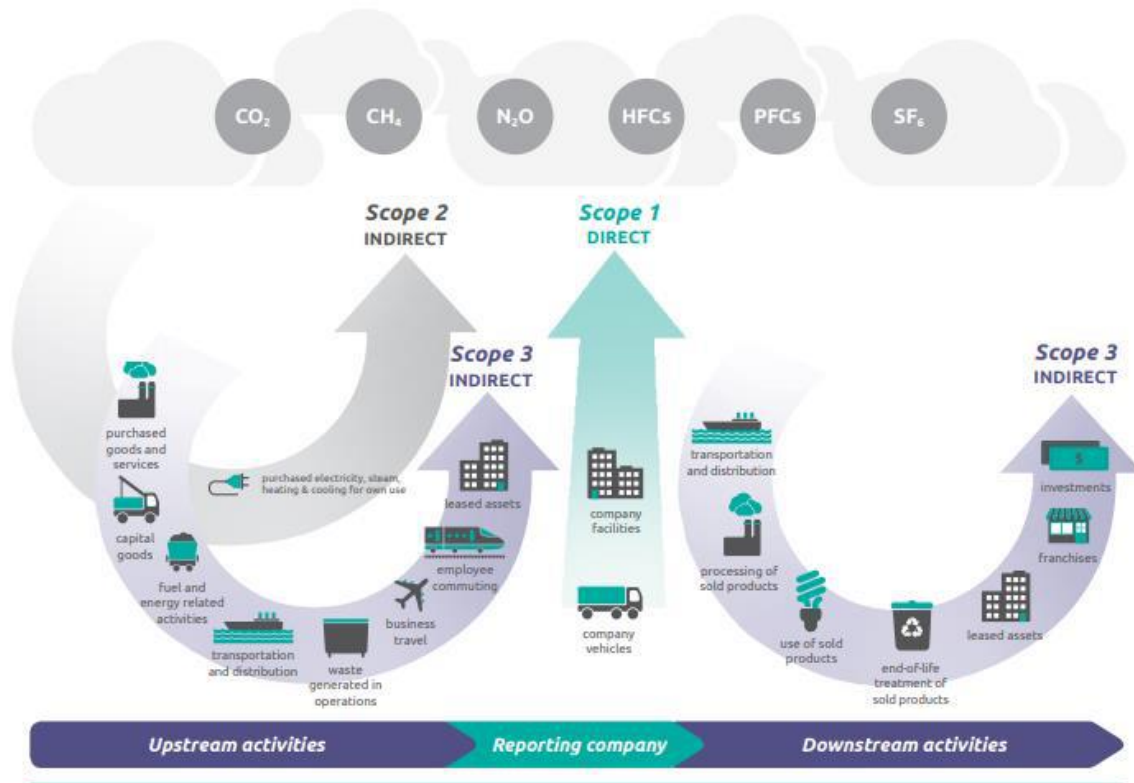 CO₂
CH₄
N₂O
HFCs
PFCs
SF₆
Scope 2
INDIRECT
Scope 1
DIRECT
Scope 3
INDIRECT
Scope 3
INDIRECT
purchased
goods and
services
capital
goods
fuel and
energy related
activities
purchased electricity, steam,
heating & cooling for own use
transportation
and distribution
waste
generated in
operations
business
travel
employee
commuting
leased assets
company
facilities
company
vehicles
transportation
and distribution
processing of
sold products
use of sold
products
end-of-life
treatment of
sold products
leased assets
franchises
$
investments
Upstream activities
Reporting company
Downstream activities